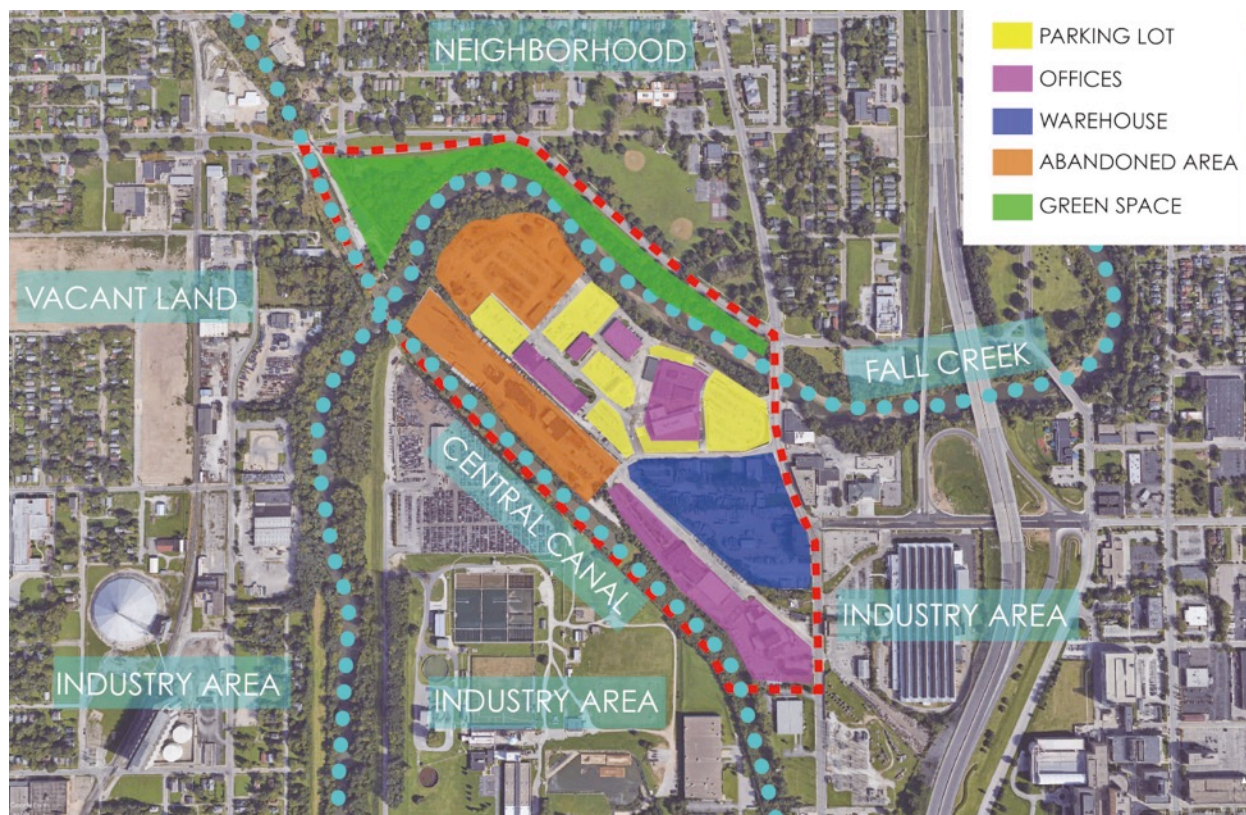 NEIGHBORHOOD
PARKING LOT
OFFICES
WAREHOUSE
ABANDONED AREA
GREEN SPACE
VACANT LAND
FALL CREEK
CENTRAL CANAL
INDUSTRY AREA
INDUSTRY AREA
INDUSTRY AREA